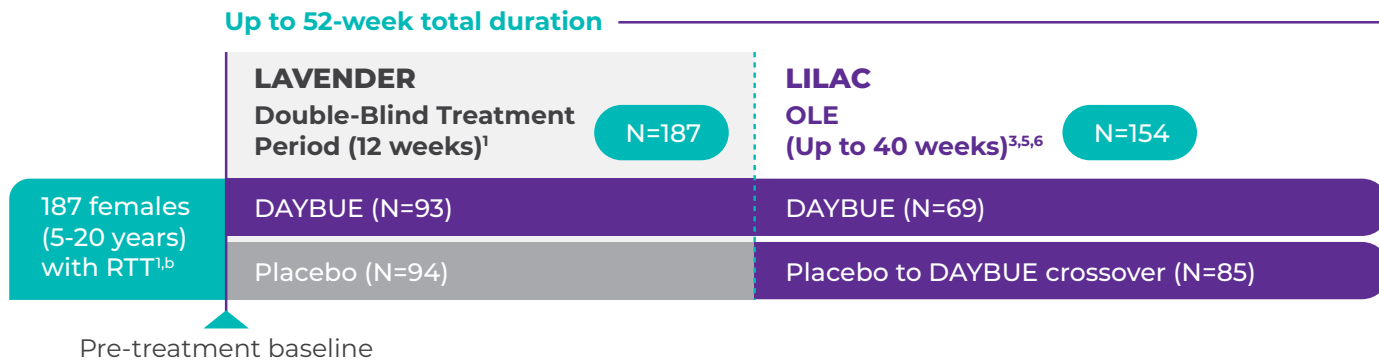 Up to 52-week total duration
LAVENDER
Double-Blind Treatment
Period (12 weeks)¹
N=187
LILAC
OLE
(Up to 40 weeks)³,⁵,⁶
N=154
187 females
(5-20 years)
with RTT¹,ᵇ
DAYBUE (N=93)
DAYBUE (N=69)
Placebo (N=94)
Placebo to DAYBUE crossover (N=85)
Pre-treatment baseline